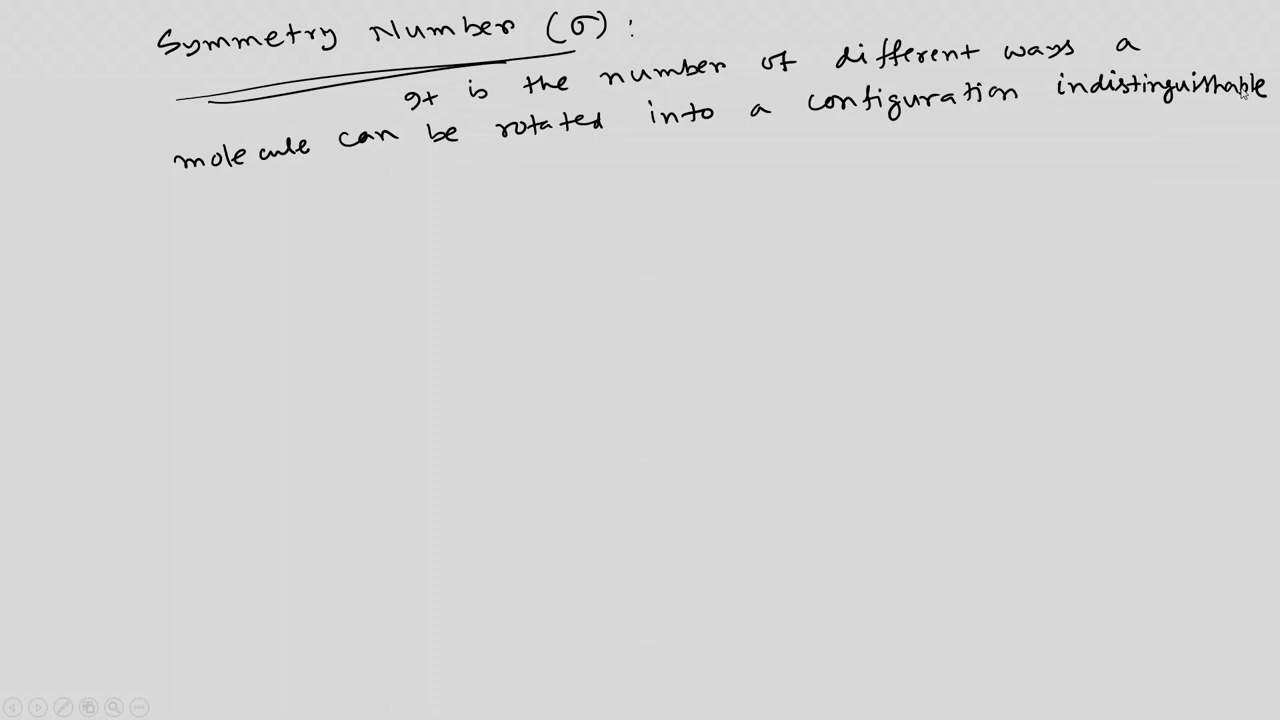 Symmetry Number (σ) :
It is the number of different ways a
molecule can be rotated into a configuration indistinguishable